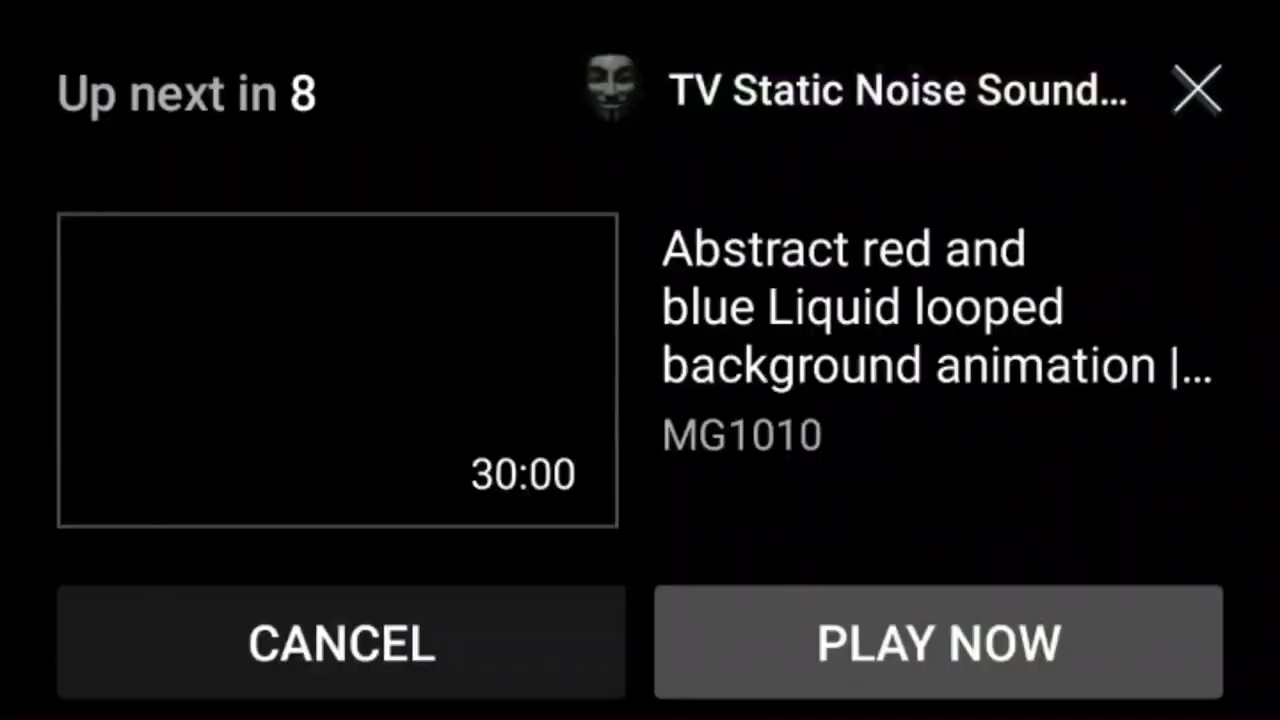 Up next in 8
TV Static Noise Sound...
Abstract red and
blue Liquid looped
background animation |...
MG1010
30:00
CANCEL
PLAY NOW